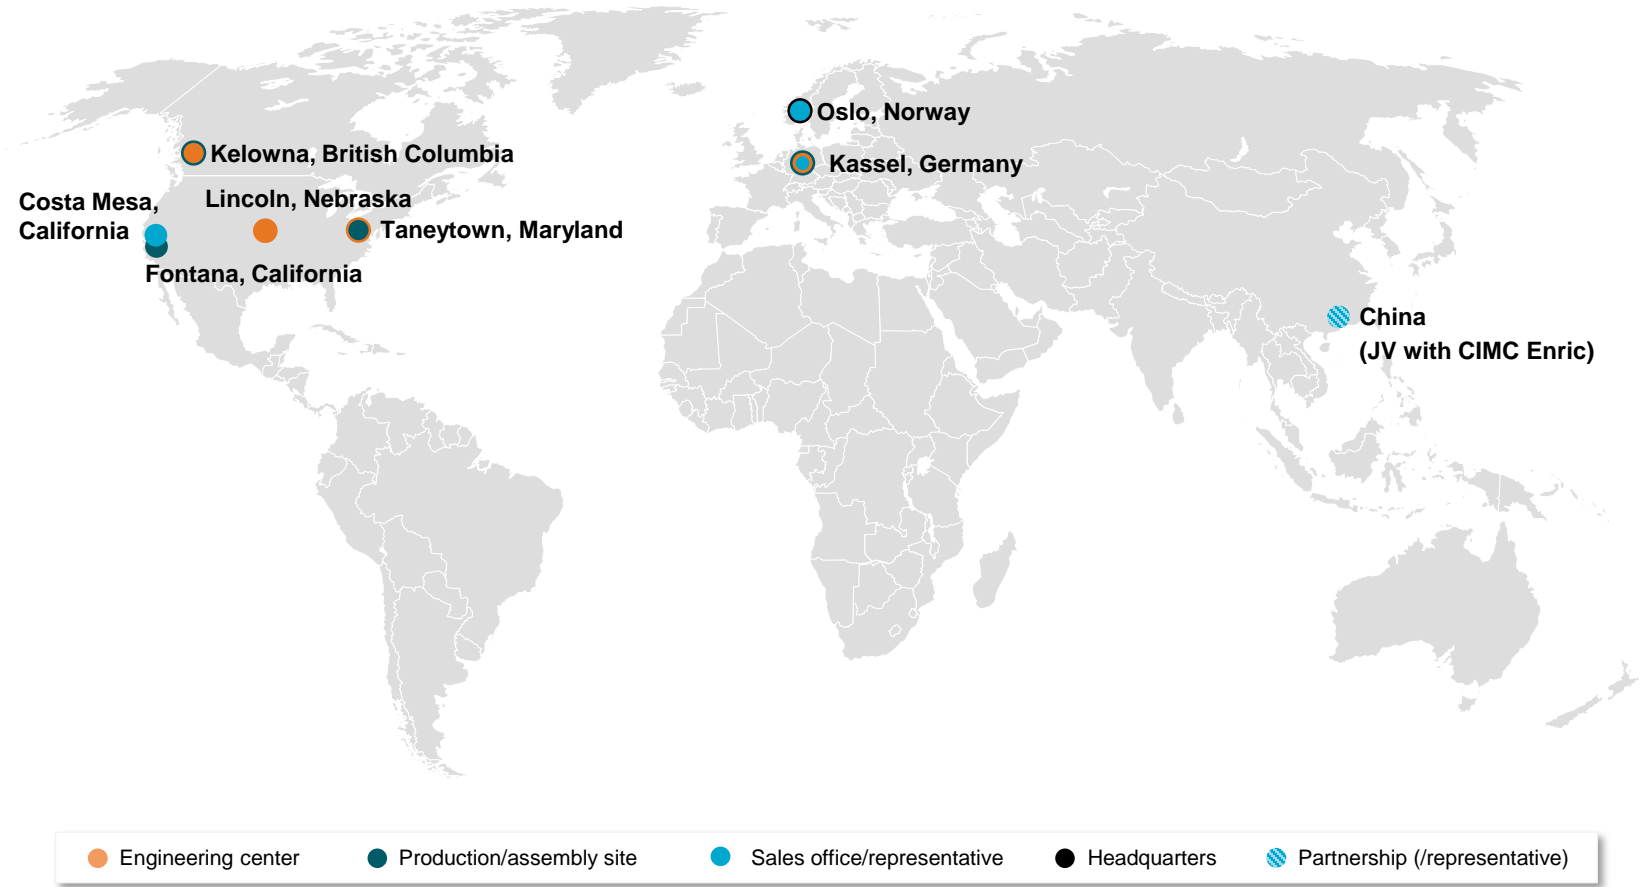 Oslo, Norway
Kelowna, British Columbia
Kassel, Germany
Costa Mesa,
California
Lincoln, Nebraska
Taneytown, Maryland
Fontana, California
China
(JV with CIMC Enric)
Engineering center
Production/assembly site
Sales office/representative
Headquarters
Partnership (/representative)